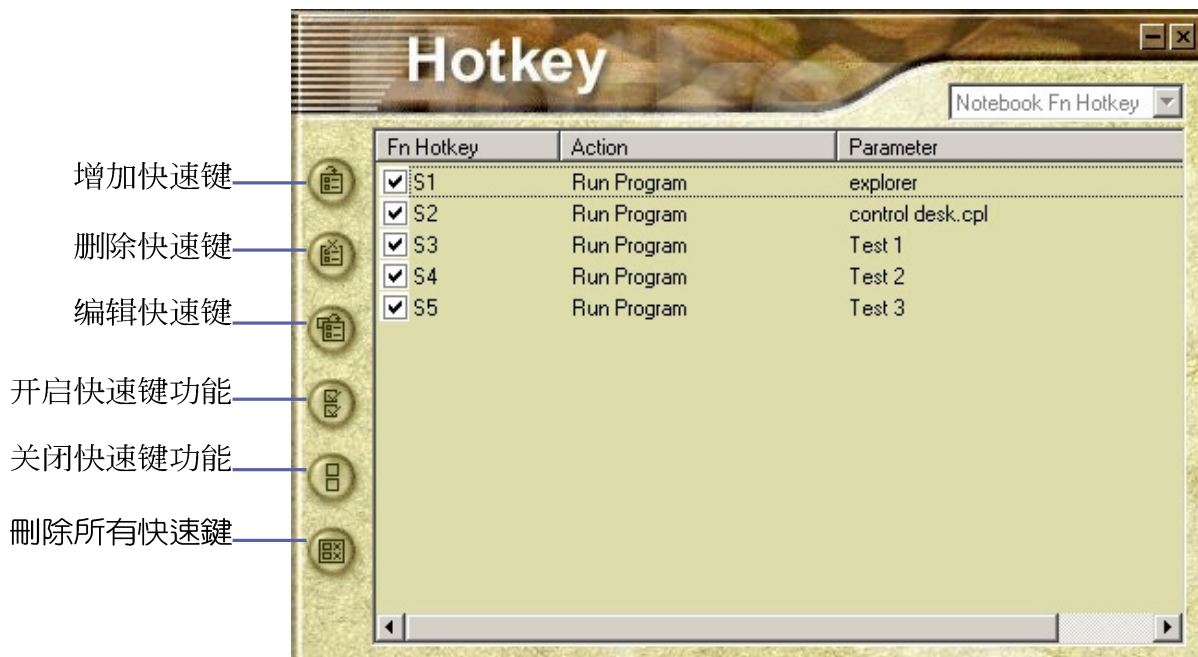 Hotkey
Notebook Fn Hotkey
Fn Hotkey Action Parameter
S1 Run Program explorer
S2 Run Program control desk.cpl
S3 Run Program Test 1
S4 Run Program Test 2
S5 Run Program Test 3
增加快速键
删除快速键
编辑快速键
开启快速键功能
关闭快速键功能
刪除所有快速鍵